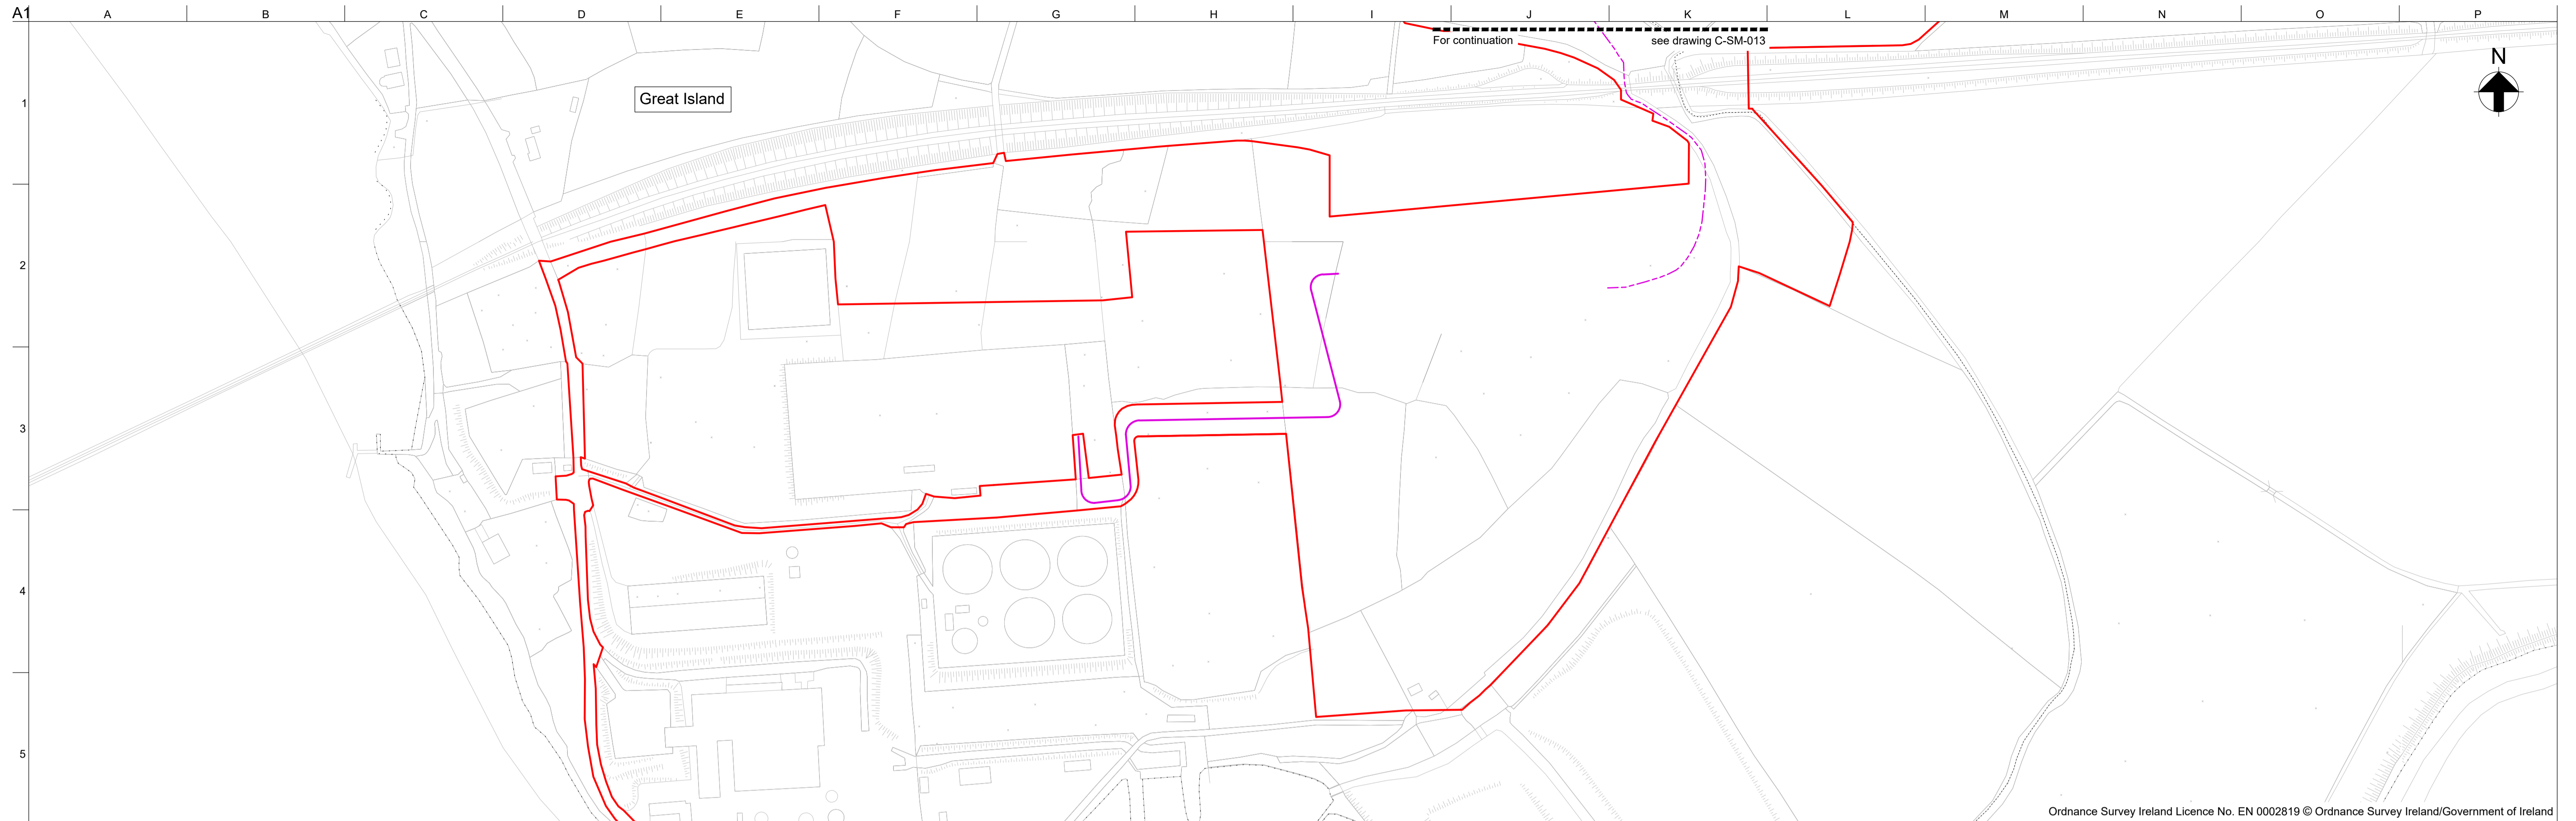 A1
A B C D E F G H I J K L M N O P
For continuation see drawing C-SM-013
N
Great Island
1
2
3
4
5
Ordnance Survey Ireland Licence No. EN 0002819 © Ordnance Survey Ireland/Government of Ireland